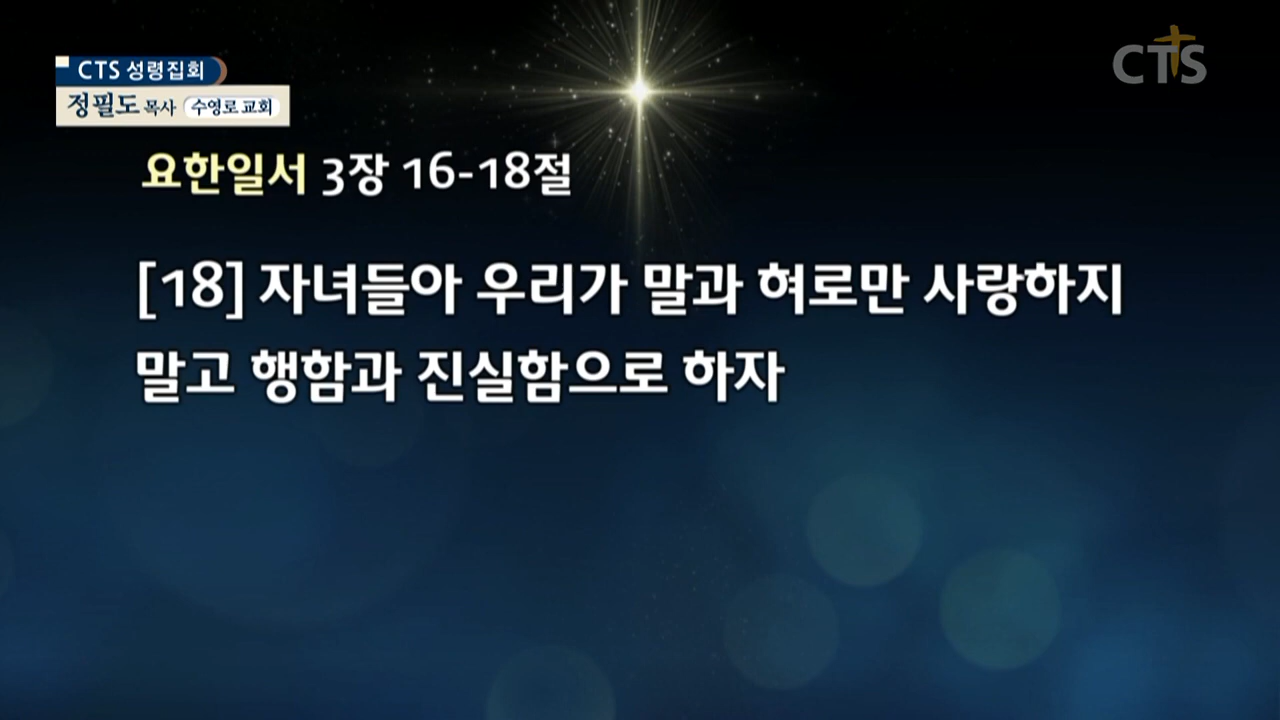 CTS 성령집회
CTS
정필도 목사 수영로교회
요한일서 3장 16-18절
[18] 자녀들아 우리가 말과 혀로만 사랑하지
말고 행함과 진실함으로 하자